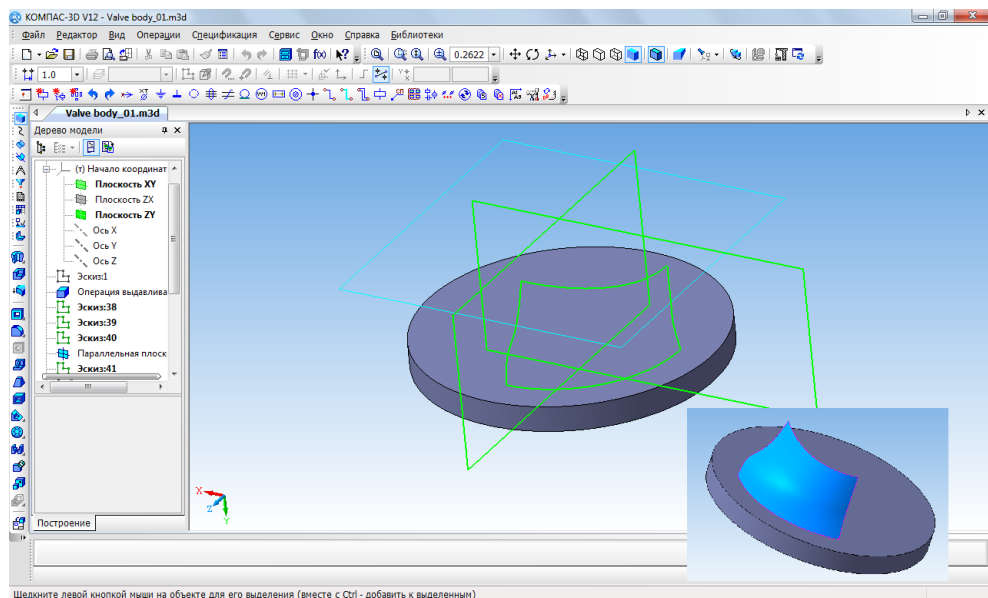 КОМПАС-3D V12 - Valve body_01.m3d
Файл Редактор Вид Операции Спецификация Сервис Окно Справка Библиотеки
0.2622
1.0
Valve body_01.m3d
Дерево модели
(т) Начало координат
Плоскость XY
Плоскость ZX
Плоскость ZY
Ось X
Ось Y
Ось Z
Эскиз:1
Операция выдавлива
Эскиз:38
Эскиз:39
Эскиз:40
Параллельная плоск
Эскиз:41
X
Z
Y
Построение
Щелкните левой кнопкой мыши на объекте для его выделения (вместе с Ctrl - добавить к выделенным)